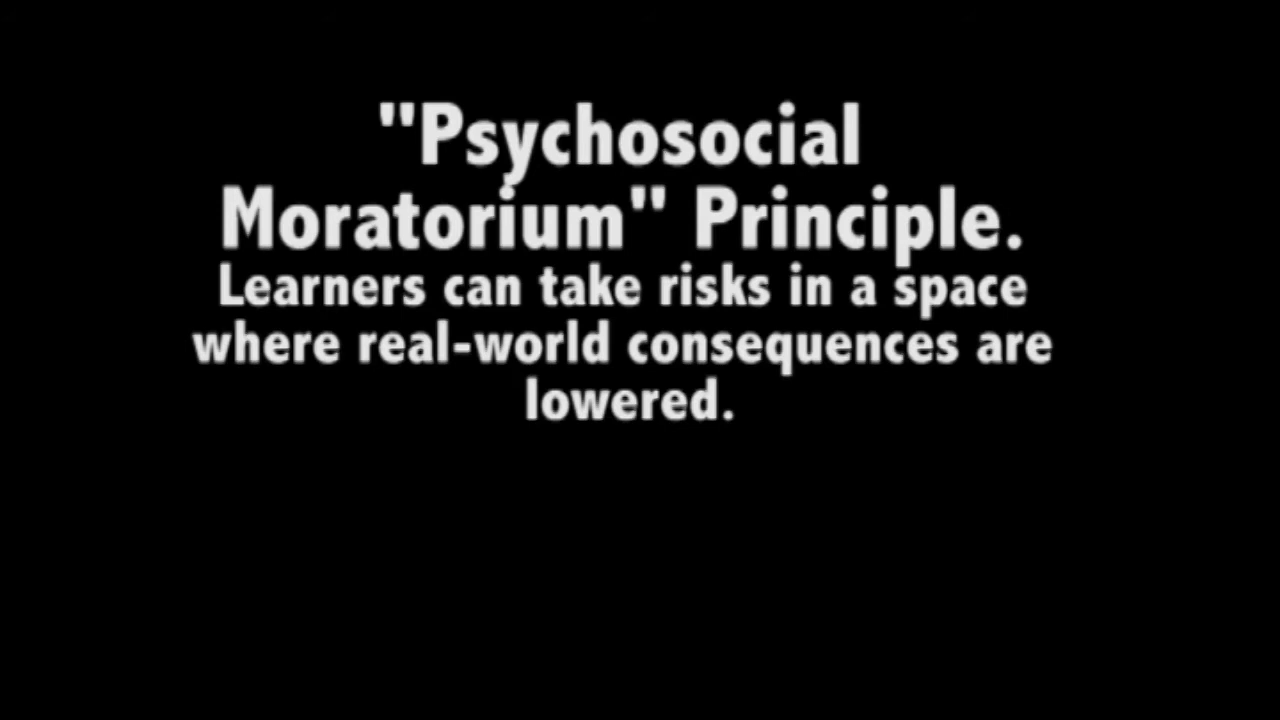 "Psychosocial
Moratorium" Principle.
Learners can take risks in a space
where real-world consequences are
lowered.